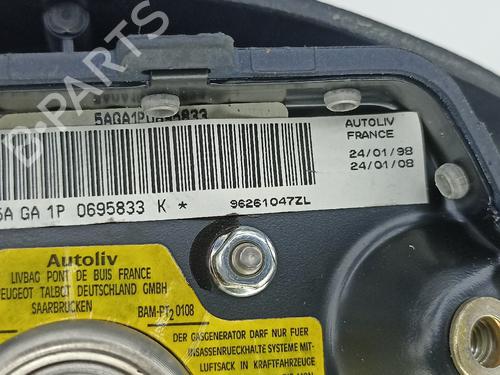 5AGA1P0695833
AUTOLIV
FRANCE
24/01/98
24/01/08
5A GA 1P 0695833 K *
96261047ZL
Autoliv
LIVBAG PONT DE BUIS FRANCE
PEUGEOT TALBOT DEUTSCHLAND GMBH
SAARBRUCKEN
BAM-PT2 0108
DER GASGENERATOR DARF NUR FUER
INSASSENRUECKHALTE SYSTEME MIT
LUFTSACK IN KRAFTFAHRZEUGE
B-PARTS